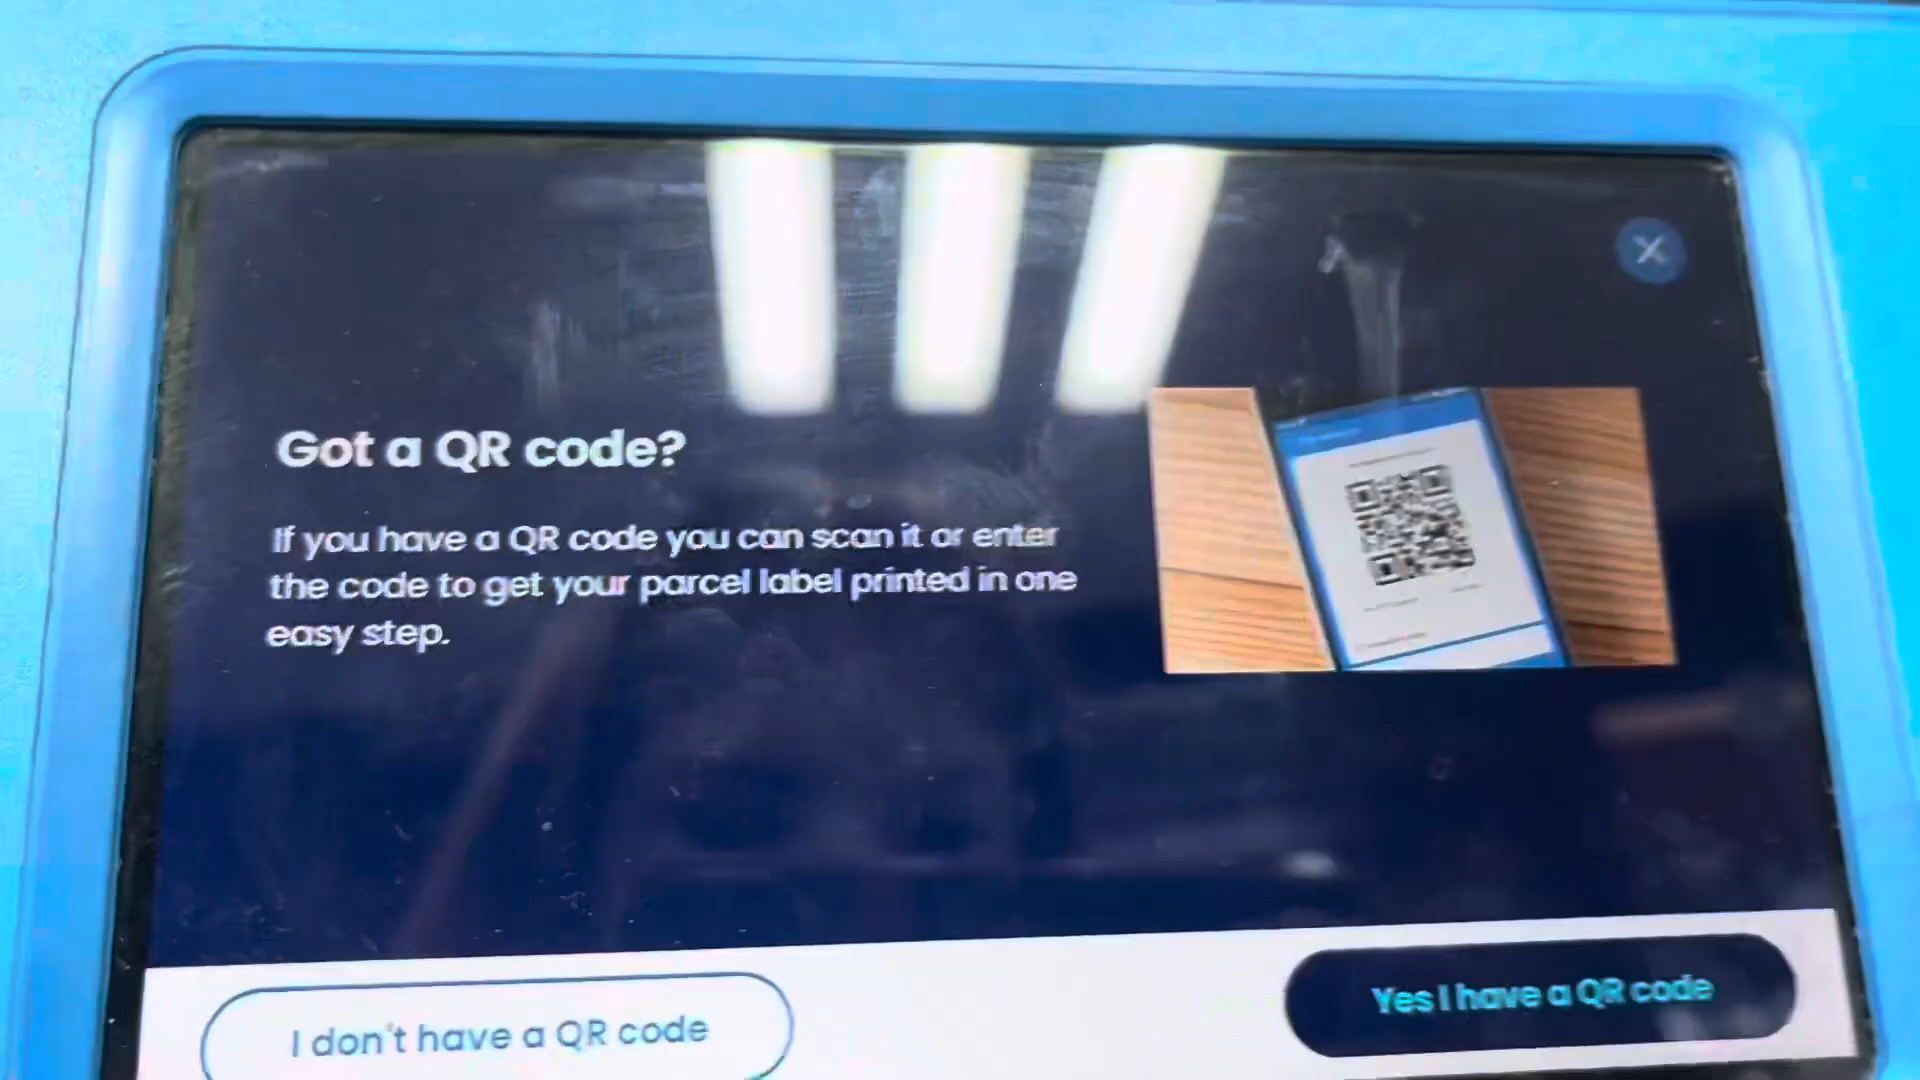 Got a QR code?
If you have a QR code you can scan it or enter
the code to get your parcel label printed in one
easy step.
I don't have a QR code
Yes I have a QR code